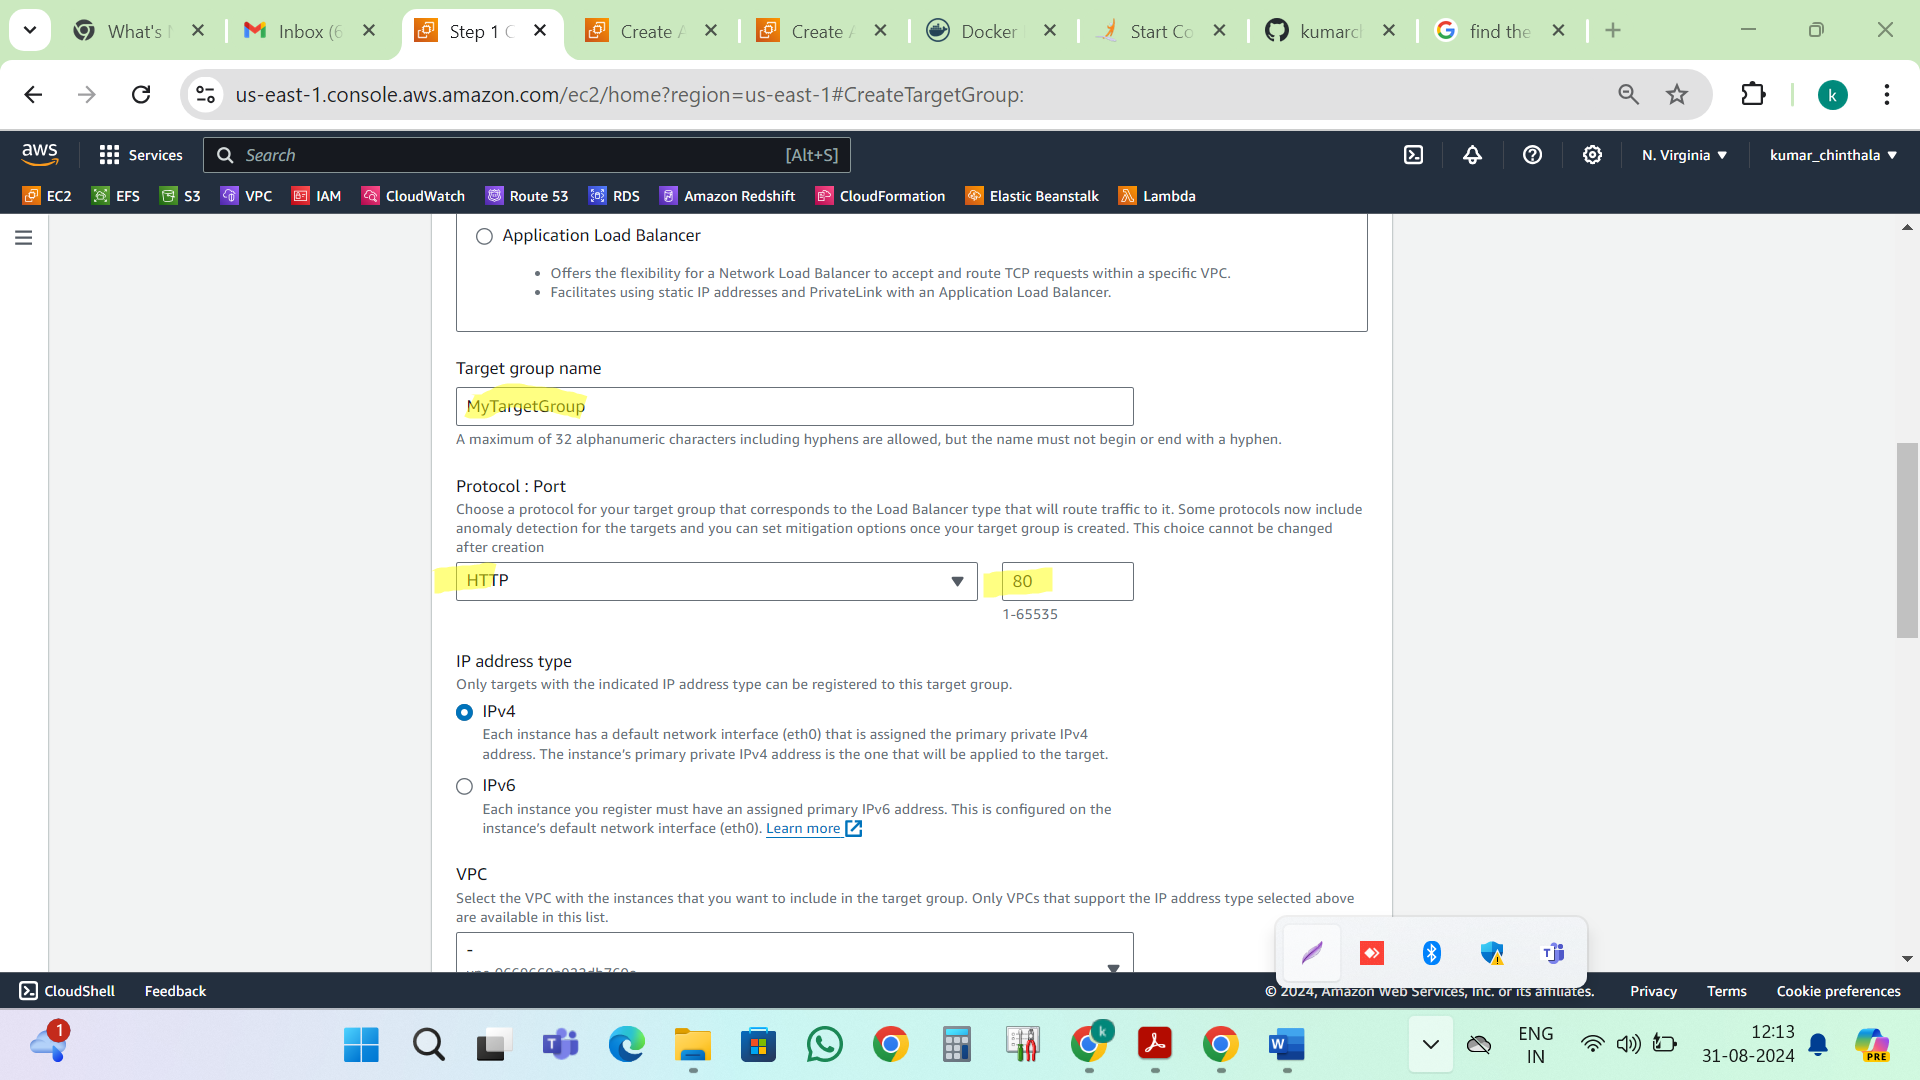 What's
Inbox (6
Step 1 C
Create A
Create A
Docker
Start Co
kumarch
find the
us-east-1.console.aws.amazon.com/ec2/home?region=us-east-1#CreateTargetGroup:
k
aws
Services
Search
[Alt+S]
N. Virginia
kumar_chinthala
EC2
EFS
S3
VPC
IAM
CloudWatch
Route 53
RDS
Amazon Redshift
CloudFormation
Elastic Beanstalk
Lambda
Application Load Balancer
• Offers the flexibility for a Network Load Balancer to accept and route TCP requests within a specific VPC.
• Facilitates using static IP addresses and PrivateLink with an Application Load Balancer.
Target group name
MyTargetGroup
A maximum of 32 alphanumeric characters including hyphens are allowed, but the name must not begin or end with a hyphen.
Protocol : Port
Choose a protocol for your target group that corresponds to the Load Balancer type that will route traffic to it. Some protocols now include
anomaly detection for the targets and you can set mitigation options once your target group is created. This choice cannot be changed
after creation
HTTP
80
1-65535
IP address type
Only targets with the indicated IP address type can be registered to this target group.
IPv4
Each instance has a default network interface (eth0) that is assigned the primary private IPv4
address. The instance's primary private IPv4 address is the one that will be applied to the target.
IPv6
Each instance you register must have an assigned primary IPv6 address. This is configured on the
instance's default network interface (eth0). Learn more
VPC
Select the VPC with the instances that you want to include in the target group. Only VPCs that support the IP address type selected above
are available in this list.
-
CloudShell
Feedback
© 2024, Amazon Web Services, Inc. or its affiliates.
Privacy
Terms
Cookie preferences
1
k
ENG
IN
12:13
31-08-2024
PRE